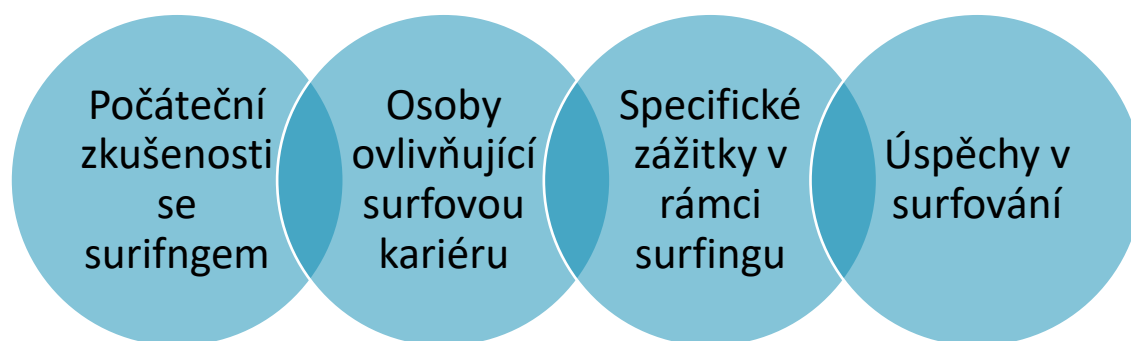 Počáteční
zkušenosti
se
surifngem
Osoby
ovlivňující
surfovou
kariéru
Specifické
zážitky v
rámci
surfingu
Úspěchy v
surfování